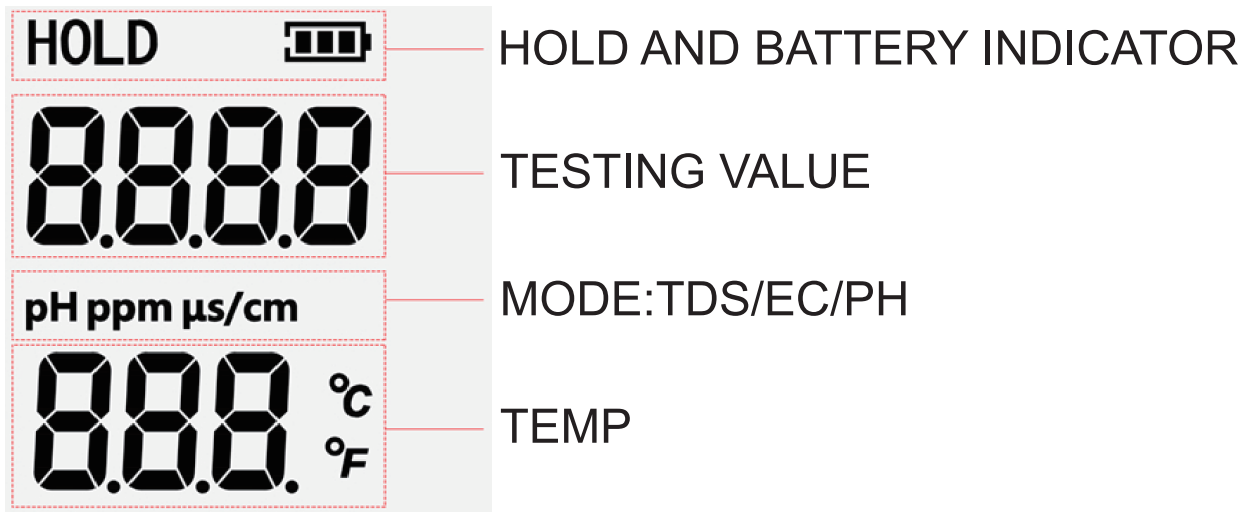 HOLD
HOLD AND BATTERY INDICATOR
8.8.8.8
TESTING VALUE
pH ppm µs/cm
MODE:TDS/EC/PH
8.8.8. °C
°F
TEMP